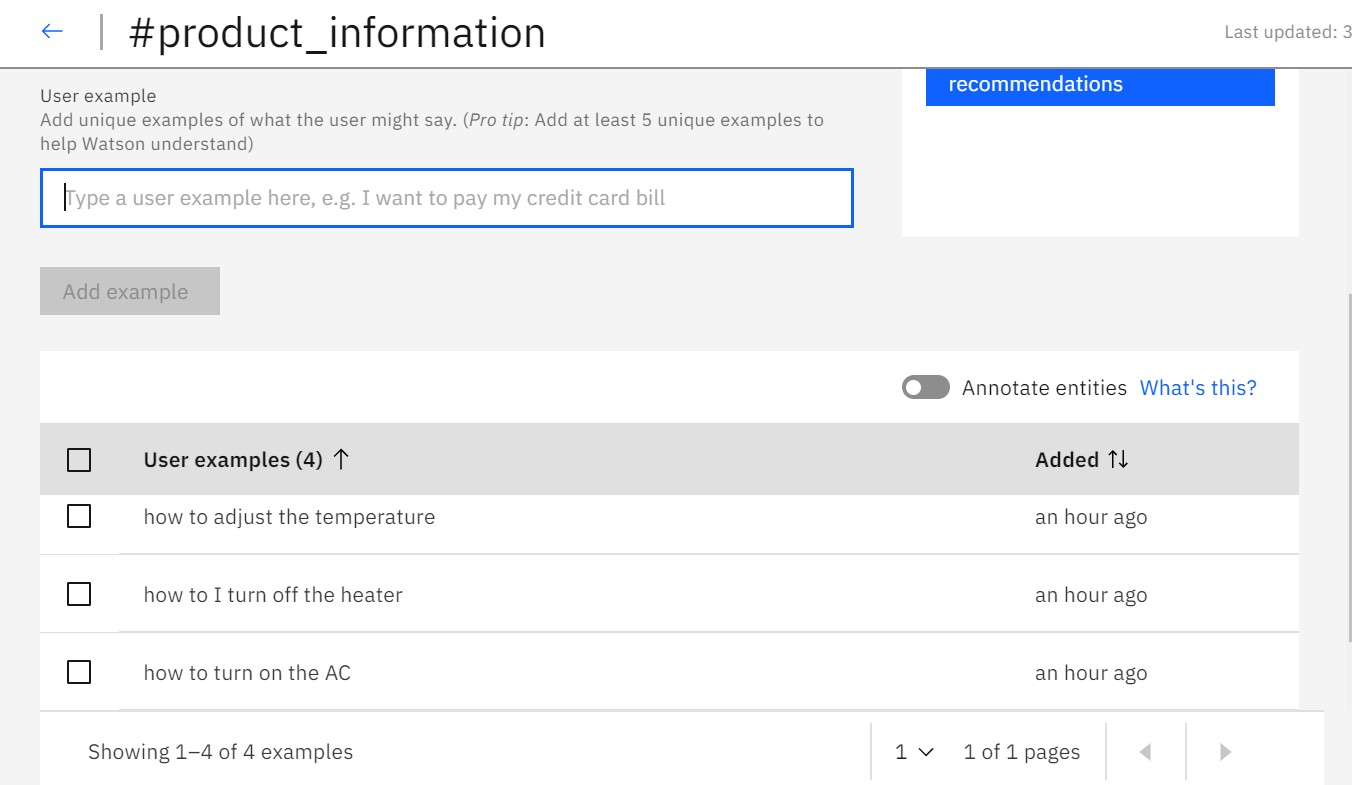 #product_information
Last updated: 3
User example
Add unique examples of what the user might say. (Pro tip: Add at least 5 unique examples to
help Watson understand)
recommendations
Type a user example here, e.g. I want to pay my credit card bill
Add example
Annotate entities What's this?
User examples (4) Added
how to adjust the temperature an hour ago
how to I turn off the heater an hour ago
how to turn on the AC an hour ago
Showing 1–4 of 4 examples 1 1 of 1 pages